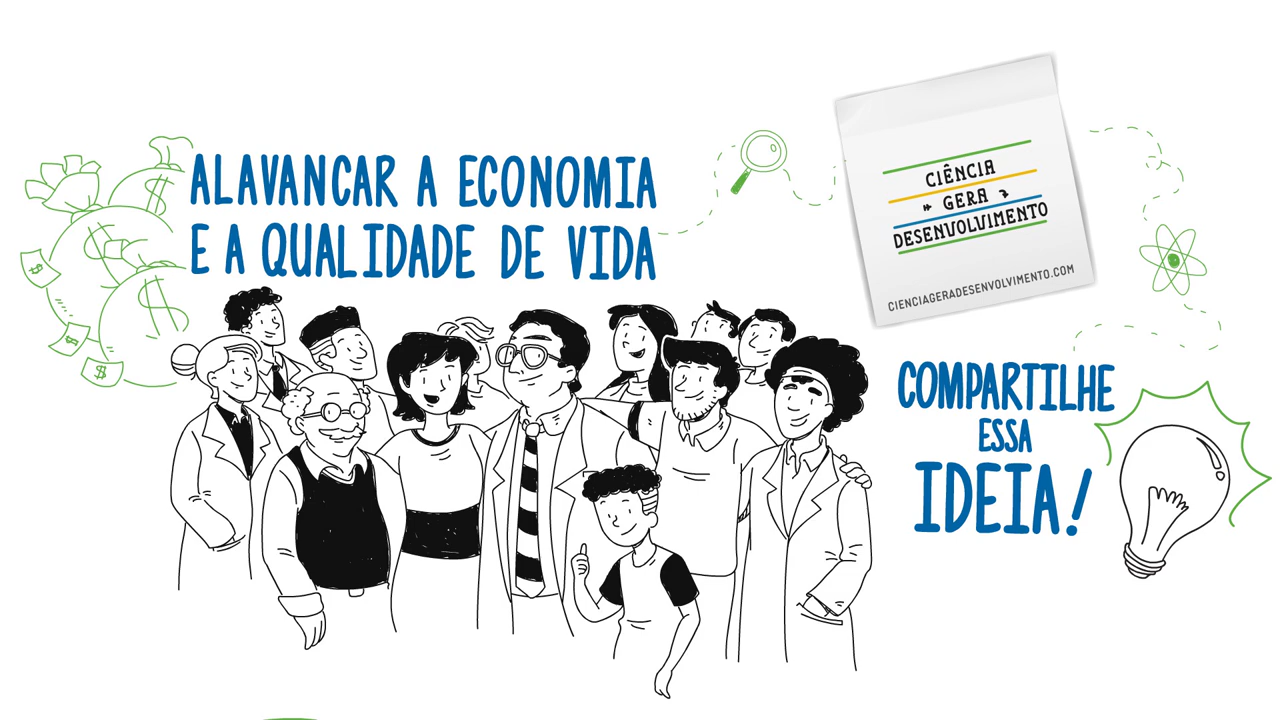 ALAVANCAR A ECONOMIA
E A QUALIDADE DE VIDA
CIÊNCIA
GERA
DESENVOLVIMENTO
CIENCIAGERADESENVOLVIMENTO.COM
COMPARTILHE
ESSA
IDEIA!
$
$
$
$
$
$